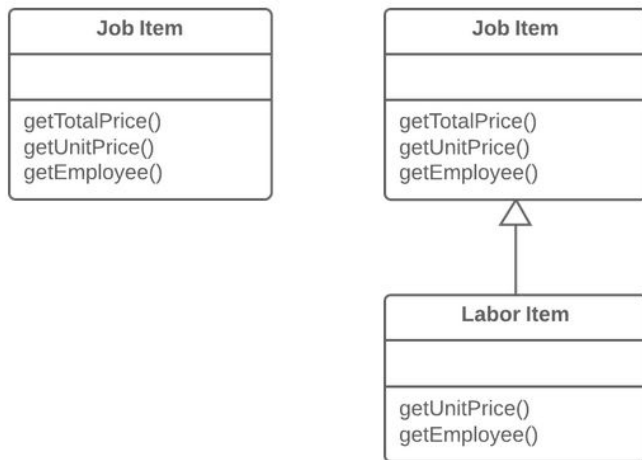 Job Item
getTotalPrice()
getUnitPrice()
getEmployee()
Job Item
getTotalPrice()
getUnitPrice()
getEmployee()
Labor Item
getUnitPrice()
getEmployee()